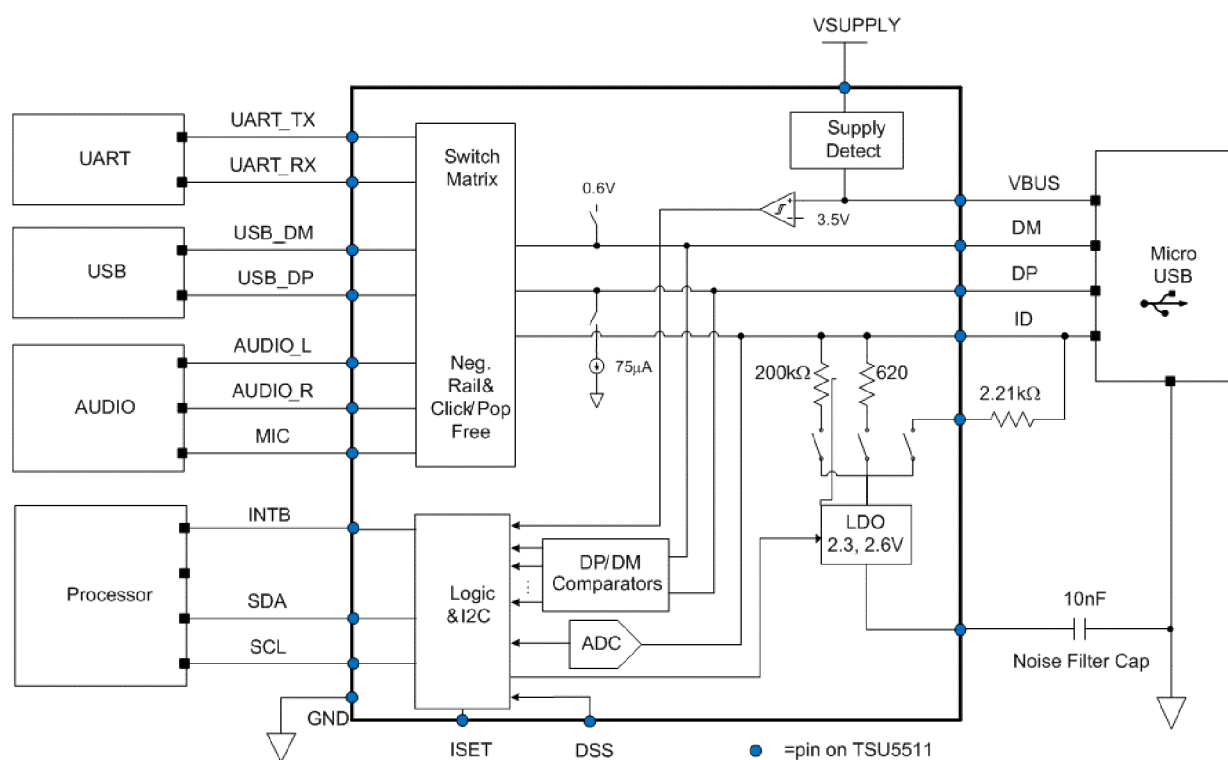 VSUPPLY
UART
UART_TX
UART_RX
Switch
Matrix
Supply
Detect
0.6V
3.5V
VBUS
DM
DP
ID
Micro
USB
USB
USB_DM
USB_DP
AUDIO
AUDIO_L
AUDIO_R
MIC
Neg.
Rail&
Click/Pop
Free
75µA
200kΩ
620
2.21kΩ
Processor
INTB
SDA
SCL
GND
Logic
&I2C
DP/DM
Comparators
ADC
LDO
2.3, 2.6V
10nF
Noise Filter Cap
ISET
DSS
=pin on TSU5511